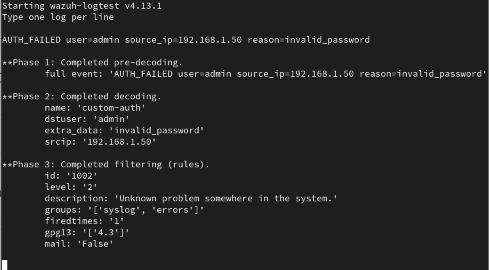 Starting wazuh-logtest v4.13.1
Type one log per line
AUTH_FAILED user=admin source_ip=192.168.1.50 reason=invalid_password
**Phase 1: Completed pre-decoding.
full event: 'AUTH_FAILED user=admin source_ip=192.168.1.50 reason=invalid_password'
**Phase 2: Completed decoding.
name: 'custom-auth'
dstuser: 'admin'
extra_data: 'invalid_password'
srcip: '192.168.1.50'
**Phase 3: Completed filtering (rules).
id: '1002'
level: '2'
description: 'Unknown problem somewhere in the system.'
groups: '['syslog', 'errors']'
firedtimes: '1'
gpg13: '['4.3']'
mail: 'False'